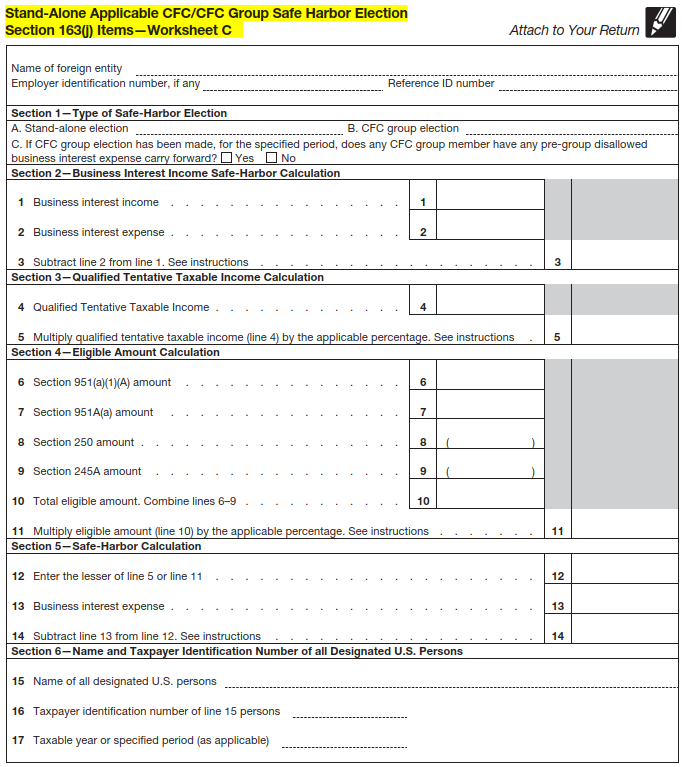 Stand-Alone Applicable CFC/CFC Group Safe Harbor Election
Section 163(j) Items—Worksheet C
Attach to Your Return
Name of foreign entity
Employer identification number, if any Reference ID number
Section 1—Type of Safe-Harbor Election
A. Stand-alone election B. CFC group election
C. If CFC group election has been made, for the specified period, does any CFC group member have any pre-group disallowed
business interest expense carry forward? Yes No
Section 2—Business Interest Income Safe-Harbor Calculation
1 Business interest income . . . . . . . . . . . . . . . . 1
2 Business interest expense . . . . . . . . . . . . . . . . 2
3 Subtract line 2 from line 1. See instructions . . . . . . . . . . . . . . . . . . . 3
Section 3—Qualified Tentative Taxable Income Calculation
4 Qualified Tentative Taxable Income . . . . . . . . . . . . . 4
5 Multiply qualified tentative taxable income (line 4) by the applicable percentage. See instructions . 5
Section 4—Eligible Amount Calculation
6 Section 951(a)(1)(A) amount . . . . . . . . . . . . . . . 6
7 Section 951A(a) amount . . . . . . . . . . . . . . . . 7
8 Section 250 amount . . . . . . . . . . . . . . . . . . 8 ( )
9 Section 245A amount . . . . . . . . . . . . . . . . . 9 ( )
10 Total eligible amount. Combine lines 6–9 . . . . . . . . . . . 10
11 Multiply eligible amount (line 10) by the applicable percentage. See instructions . . . . . . . 11
Section 5—Safe-Harbor Calculation
12 Enter the lesser of line 5 or line 11 . . . . . . . . . . . . . . . . . . . . . . 12
13 Business interest expense . . . . . . . . . . . . . . . . . . . . . . . . . 13
14 Subtract line 13 from line 12. See instructions . . . . . . . . . . . . . . . . . . 14
Section 6—Name and Taxpayer Identification Number of all Designated U.S. Persons
15 Name of all designated U.S. persons
16 Taxpayer identification number of line 15 persons
17 Taxable year or specified period (as applicable)